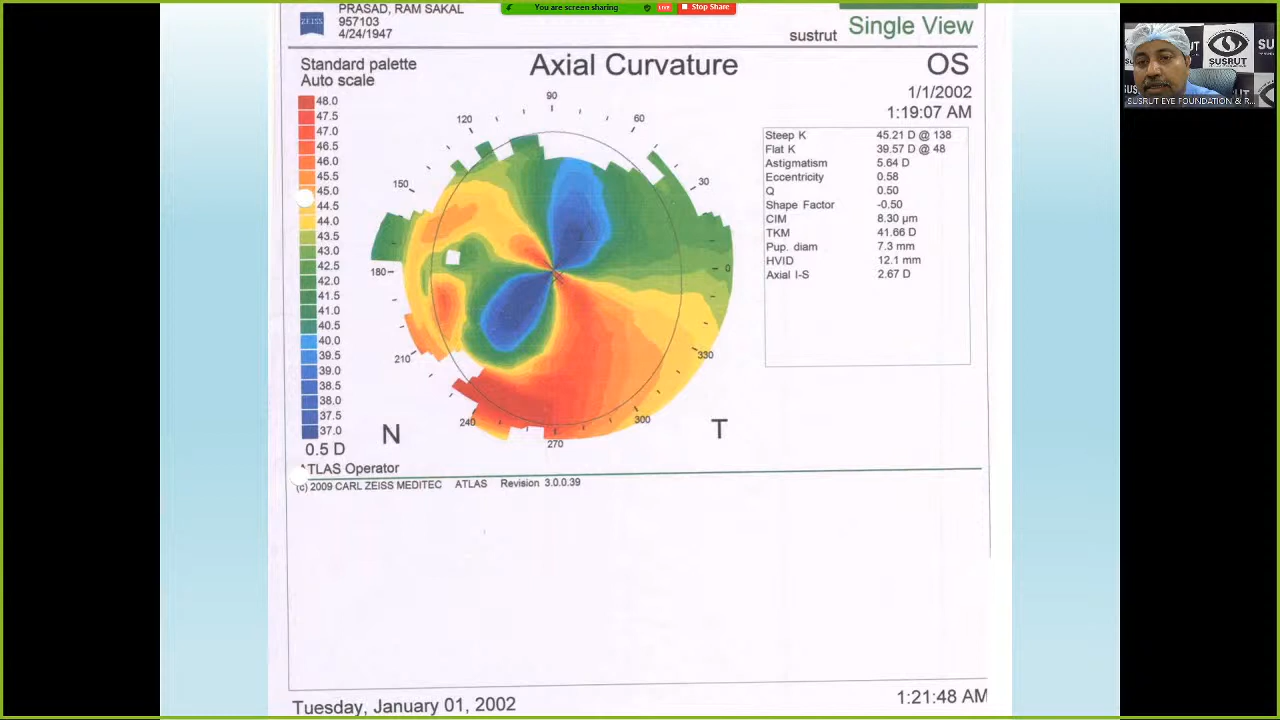 You are screen sharing
LIVE
Stop Share
ZEISS
PRASAD, RAM SAKAL
957103
4/24/1947
sustrut
Single View
Standard palette
Auto scale
Axial Curvature
OS
1/1/2002
1:19:07 AM
48.0
47.5
47.0
46.5
46.0
45.5
45.0
44.5
44.0
43.5
43.0
42.5
42.0
41.5
41.0
40.5
40.0
39.5
39.0
38.5
38.0
37.5
37.0
0.5 D
90
120
60
150
30
180
0
210
330
240
300
270
N
T
Steep K 45.21 D @ 138
Flat K 39.57 D @ 48
Astigmatism 5.64 D
Eccentricity 0.58
Q 0.50
Shape Factor -0.50
CIM 8.30 µm
TKM 41.66 D
Pup. diam 7.3 mm
HVID 12.1 mm
Axial I-S 2.67 D
TLAS Operator
(c) 2009 CARL ZEISS MEDITEC ATLAS Revision 3.0.0.39
Tuesday, January 01, 2002
1:21:48 AM
SUSRUT
SUSRUT EYE FOUNDATION & R...